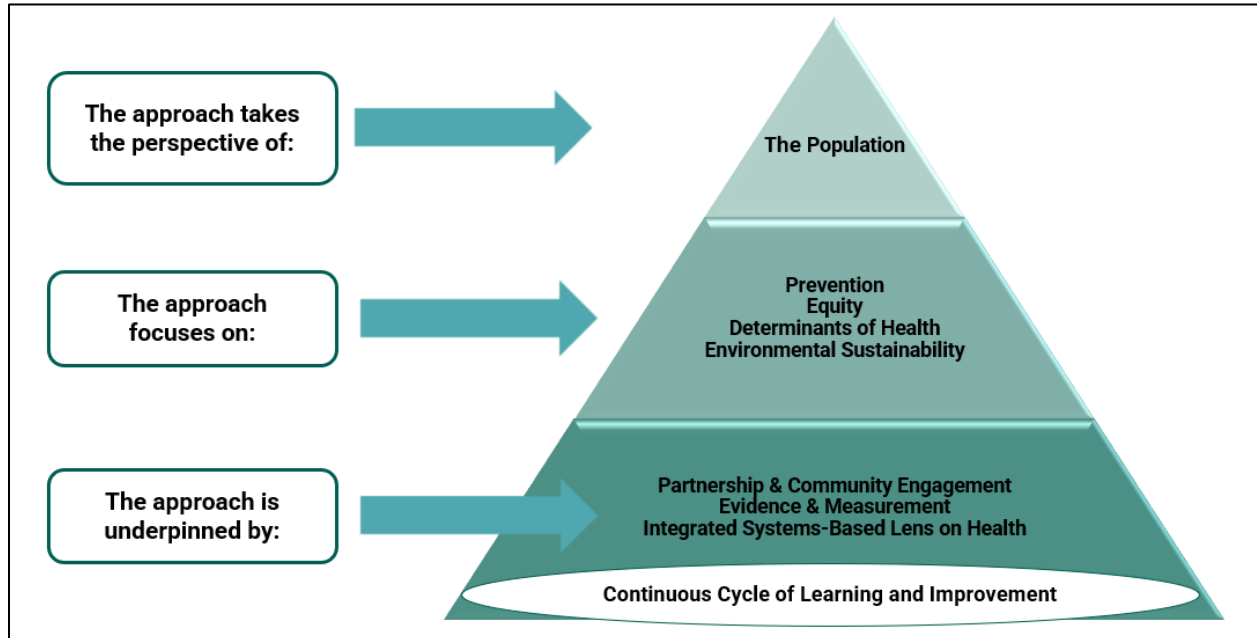 The approach takes
the perspective of:
The Population
The approach
focuses on:
Prevention
Equity
Determinants of Health
Environmental Sustainability
The approach is
underpinned by:
Partnership & Community Engagement
Evidence & Measurement
Integrated Systems-Based Lens on Health
Continuous Cycle of Learning and Improvement